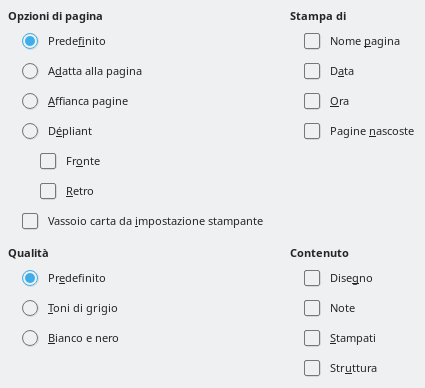 Opzioni di pagina
Predefinito
Adatta alla pagina
Affianca pagine
Dépliant
Fronte
Retro
Vassoio carta da impostazione stampante
Stampa di
Nome pagina
Data
Ora
Pagine nascoste
Qualità
Predefinito
Toni di grigio
Bianco e nero
Contenuto
Disegno
Note
Stampati
Struttura